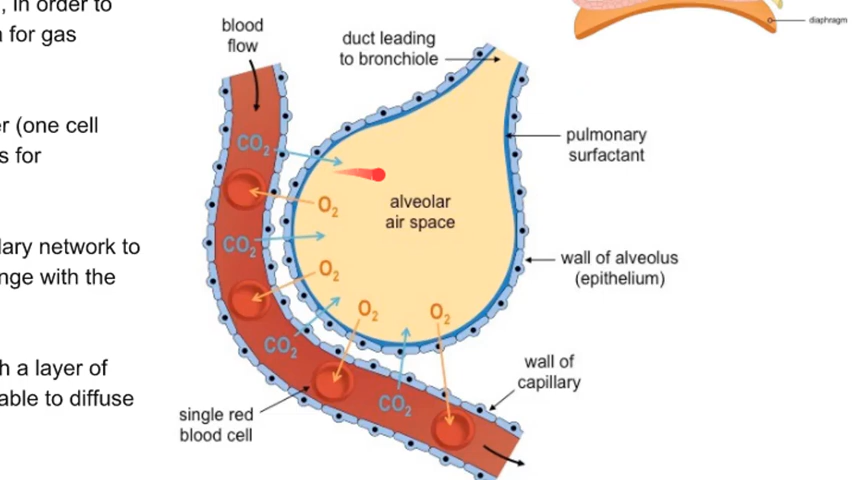 , in order to
for gas
(one cell
s for
network to
with the
a layer of
able to diffuse
diaphragm
blood
flow
duct leading
to bronchiole
pulmonary
surfactant
alveolar
air space
wall of alveolus
(epithelium)
wall of
capillary
single red
blood cell
CO2
O2
CO2
O2
O2
O2
CO2
CO2